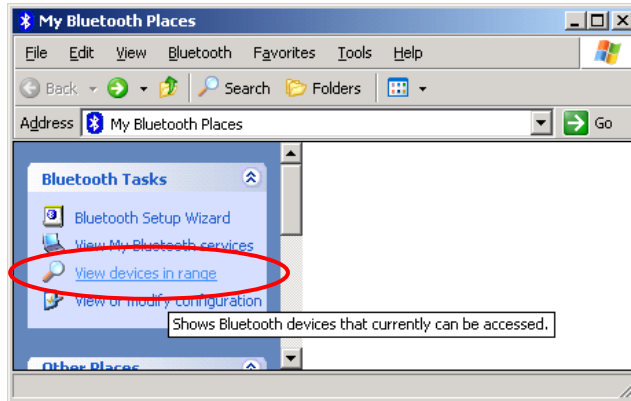 My Bluetooth Places
File Edit View Bluetooth Favorites Tools Help
Back Search Folders
Address My Bluetooth Places Go
Bluetooth Tasks
Bluetooth Setup Wizard
View My Bluetooth services
View devices in range
View or modify configuration
Shows Bluetooth devices that currently can be accessed.
Other Places